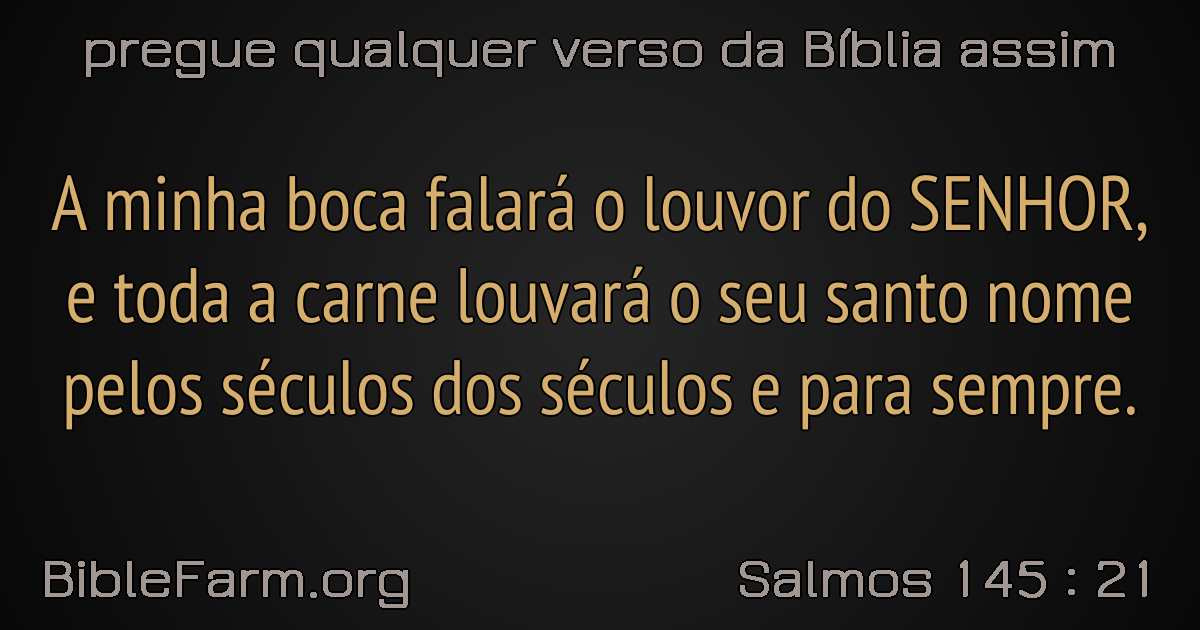 pregue qualquer verso da Bíblia assim
A minha boca falará o louvor do SENHOR,
e toda a carne louvará o seu santo nome
pelos séculos dos séculos e para sempre.
BibleFarm.org
Salmos 145 : 21